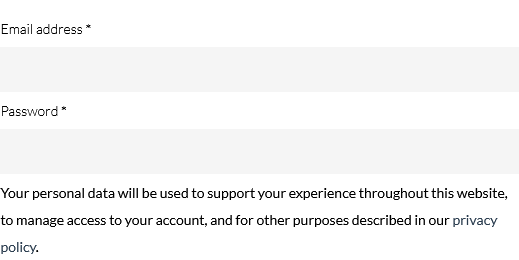 Email address *
Password *
Your personal data will be used to support your experience throughout this website,
to manage access to your account, and for other purposes described in our privacy
policy.